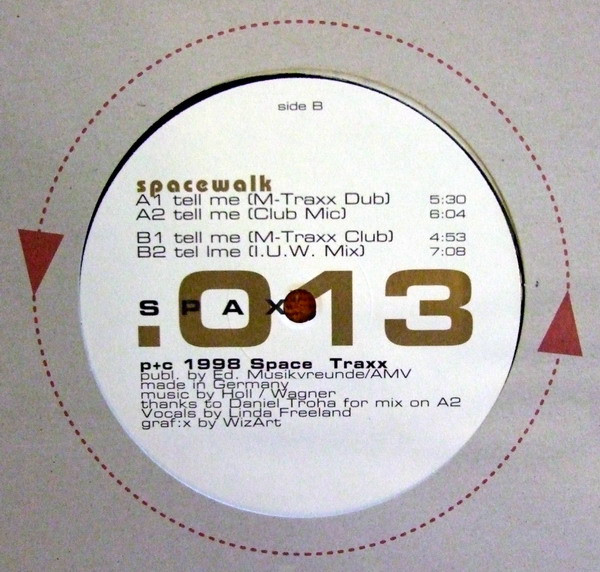 side B
spacewalk
A1 tell me (M-Traxx Dub) 5:30
A2 tell me (Club Mic) 6:04
B1 tell me (M-Traxx Club) 4:53
B2 tel lme (I.U.W. Mix) 7:08
SPAX
.013
p+c 1998 Space Traxx
publ. by Ed. Musikvreunde/AMV
made in Germany
music by Holl / Wagner
thanks to Daniel Troha for mix on A2
Vocals by Linda Freeland
graf:x by WizArt